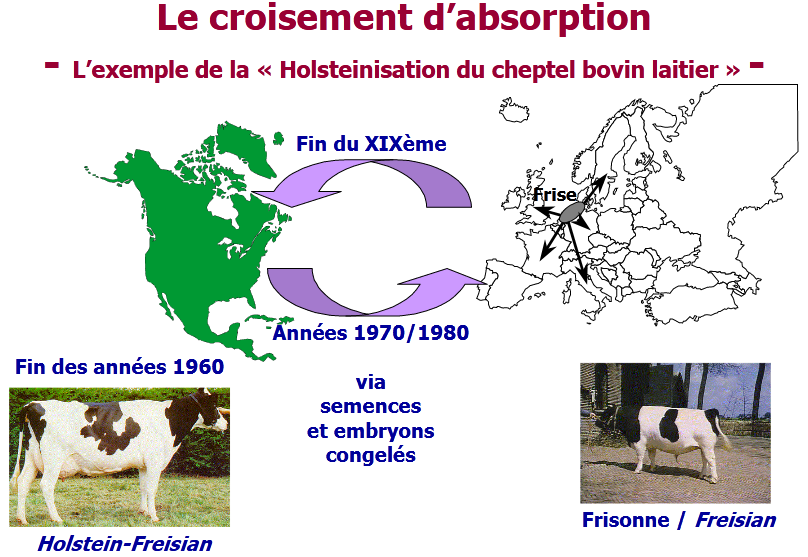 Le croisement d’absorption
- L’exemple de la « Holsteinisation du cheptel bovin laitier » -
Fin du XIXème
Frise
Années 1970/1980
Fin des années 1960
via
semences
et embryons
congelés
Holstein-Freisian
Frisonne / Freisian